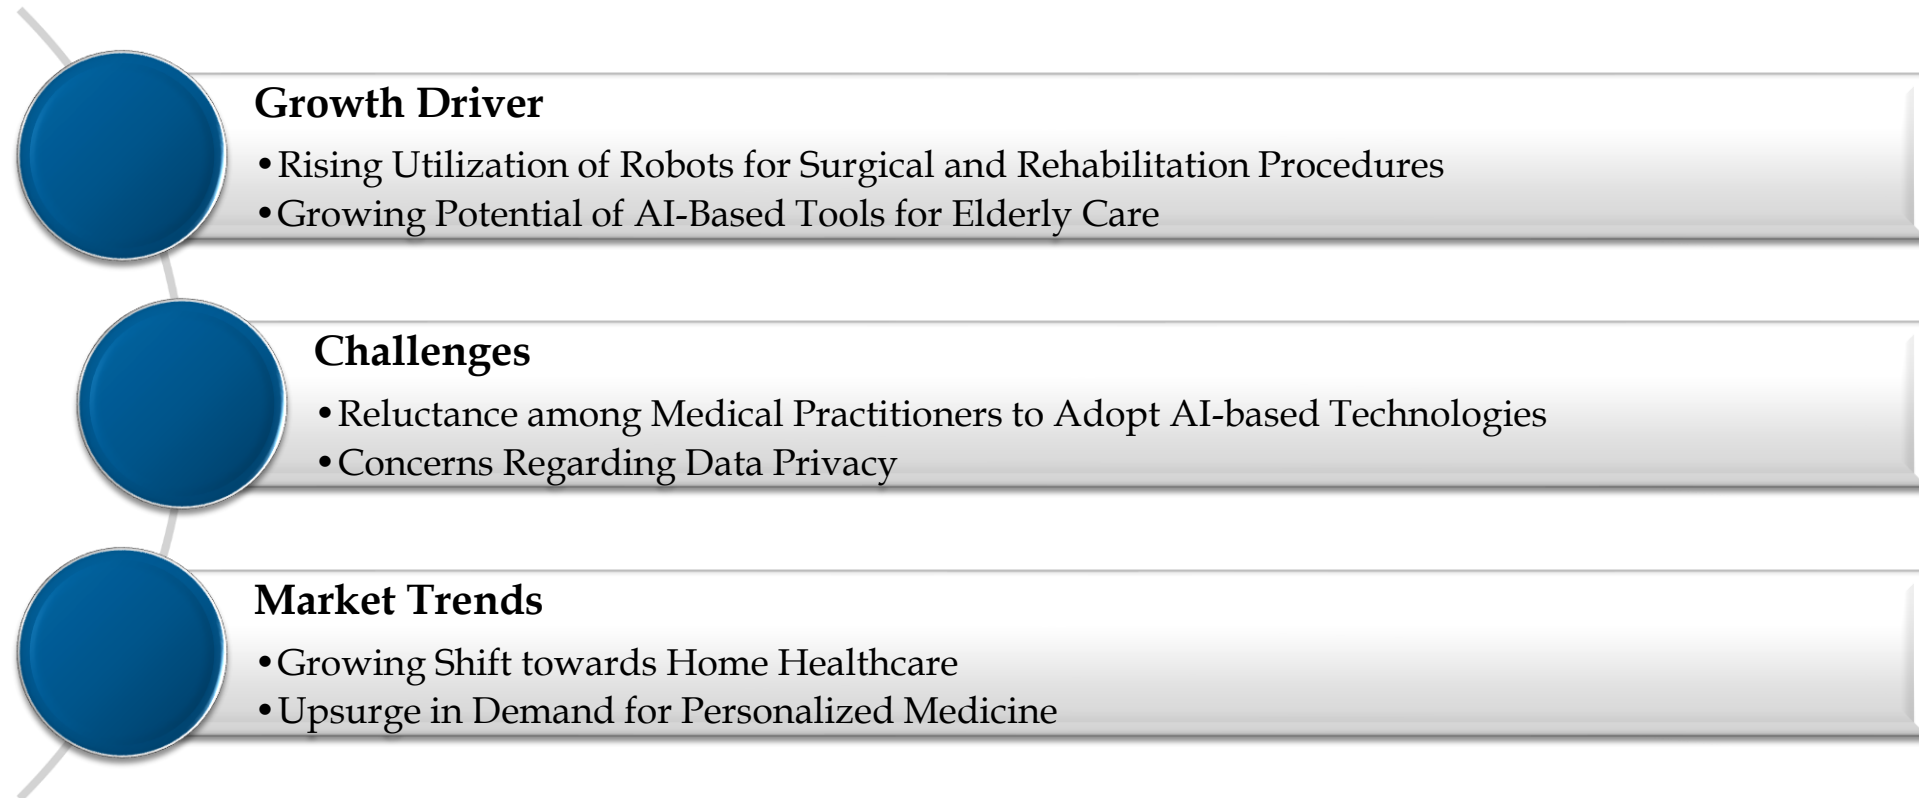 Growth Driver
•Rising Utilization of Robots for Surgical and Rehabilitation Procedures
•Growing Potential of AI-Based Tools for Elderly Care
Challenges
•Reluctance among Medical Practitioners to Adopt AI-based Technologies
•Concerns Regarding Data Privacy
Market Trends
•Growing Shift towards Home Healthcare
•Upsurge in Demand for Personalized Medicine